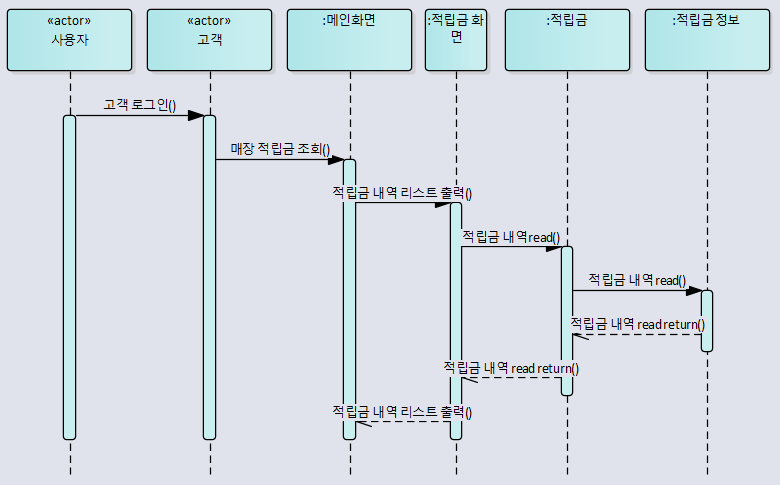 «actor»
사용자
«actor»
고객
:메인화면
:적립금 화
면
:적립금
:적립금 정보
고객 로그인()
매장 적립금 조회()
적립금 내역 리스트 출력()
적립금 내역read()
적립금 내역read()
적립금 내역 read return()
적립금 내역 read return()
적립금 내역 리스트 출력()